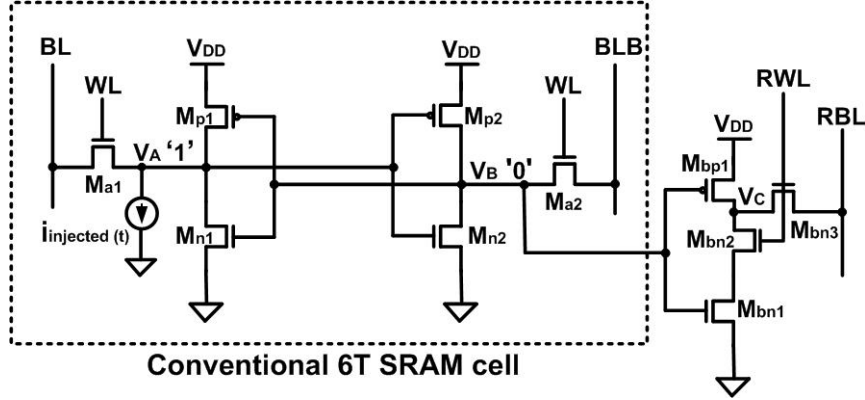 BL
WL
VDD
Mp1
VA '1'
Ma1
iinjected (t)
Mn1
VDD
Mp2
VB '0'
Mn2
WL
Ma2
BLB
RWL
RBL
VDD
Mbp1
VC
Mbn2
Mbn3
Mbn1
Conventional 6T SRAM cell